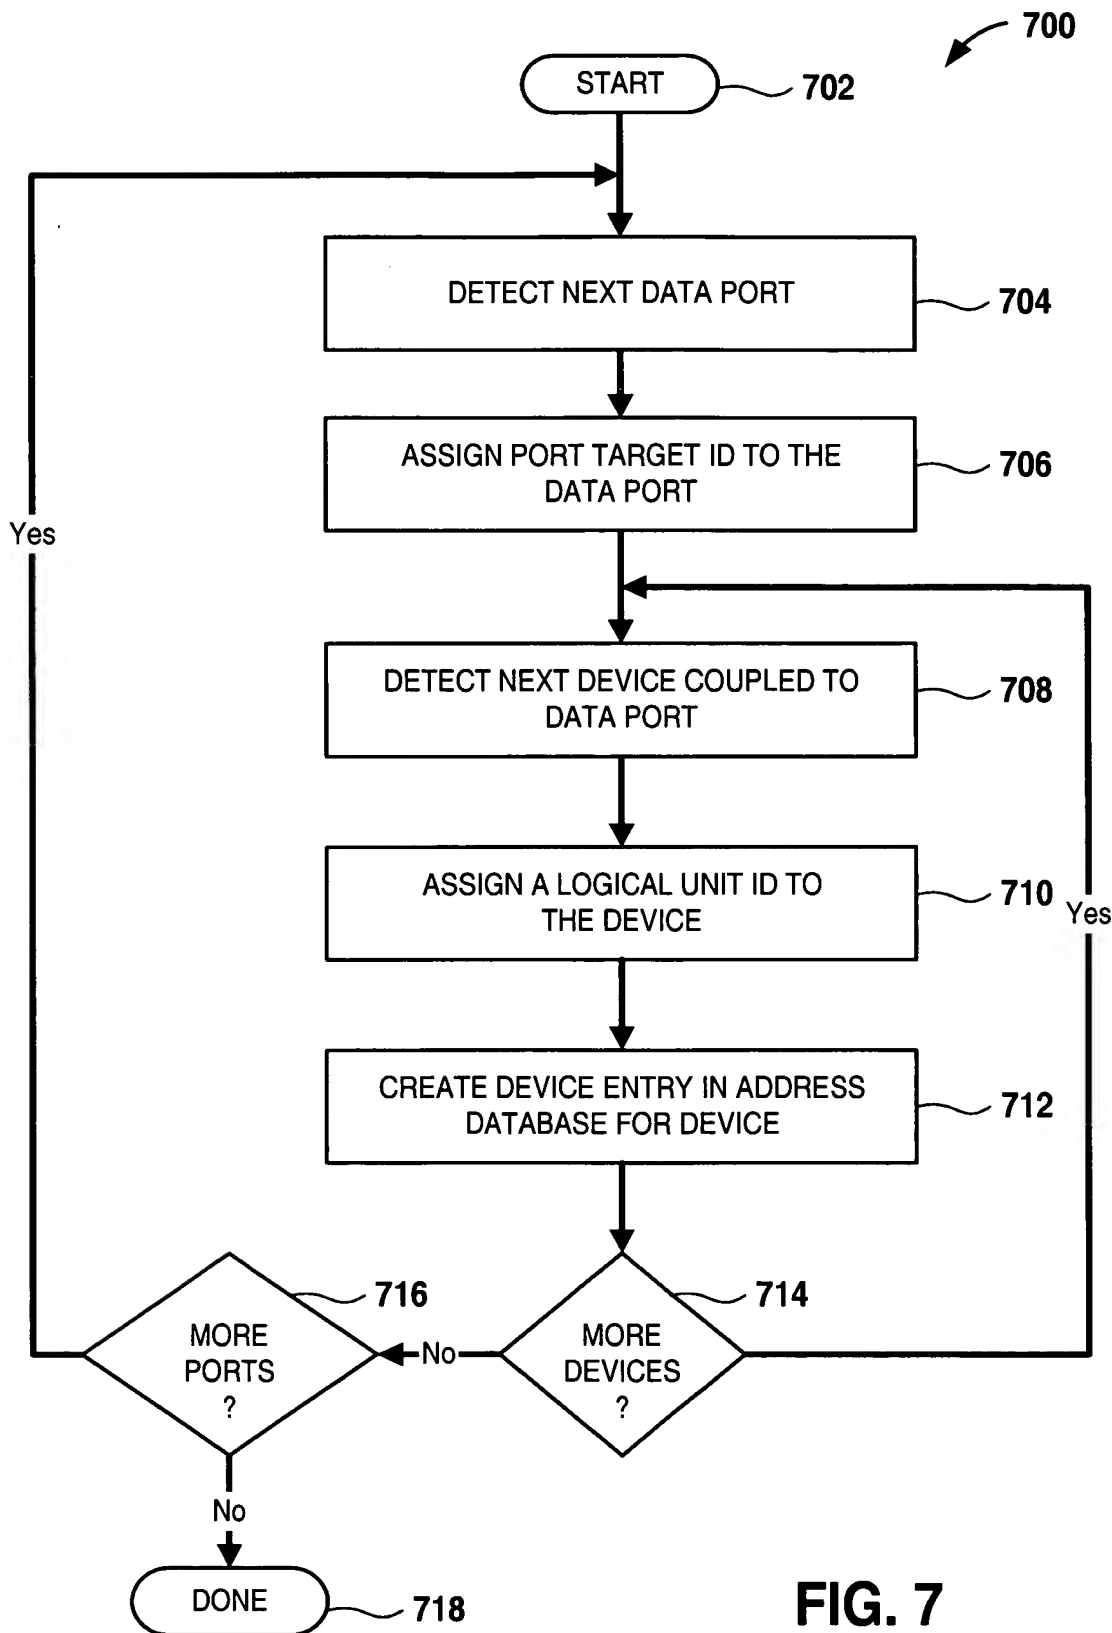 700
START
702
DETECT NEXT DATA PORT
704
ASSIGN PORT TARGET ID TO THE
DATA PORT
706
Yes
DETECT NEXT DEVICE COUPLED TO
DATA PORT
708
ASSIGN A LOGICAL UNIT ID TO
THE DEVICE
710
Yes
CREATE DEVICE ENTRY IN ADDRESS
DATABASE FOR DEVICE
712
716
MORE
PORTS
?
No
714
MORE
DEVICES
?
No
DONE
718
FIG. 7